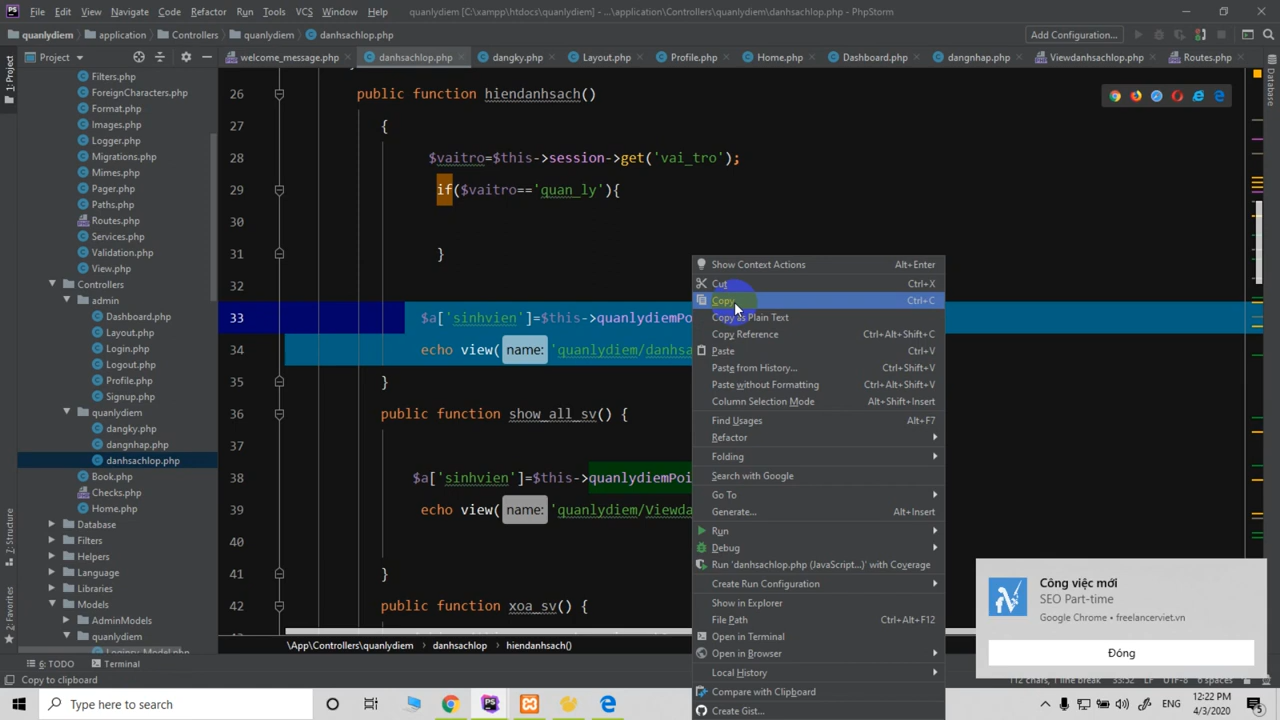 File Edit View Navigate Code Refactor Run Tools VCS Window Help quanlydiem [C:\xampp\htdocs\quanlydiem] - ...\application\Controllers\quanlydiem\danhsachlop.php - PhpStorm
quanlydiem application Controllers quanlydiem danhsachlop.php Add Configuration...
Project welcome_message.php danhsachlop.php dangky.php Layout.php Profile.php Home.php Dashboard.php dangnhap.php Viewdanhsachlop.php Routes.php
1: Project
7: Structure
2: Favorites
Database
Filters.php
ForeignCharacters.php
Format.php
Images.php
Logger.php
Migrations.php
Mimes.php
Pager.php
Paths.php
Routes.php
Services.php
Validation.php
View.php
Controllers
admin
Dashboard.php
Layout.php
Login.php
Logout.php
Profile.php
Signup.php
quanlydiem
dangky.php
dangnhap.php
danhsachlop.php
Book.php
Checks.php
Home.php
Database
Filters
Helpers
Language
Libraries
Models
AdminModels
quanlydiem
26 public function hiendanhsach()
27 {
28 $vaitro=$this->session->get('vai_tro');
29 if($vaitro=='quan_ly'){
30
31 }
32
33 $a['sinhvien']=$this->quanlydiemPo
34 echo view( name: 'quanlydiem/danhsa
35 }
36 public function show_all_sv() {
37
38 $a['sinhvien']=$this->quanlydiemPoi
39 echo view( name: 'quanlydiem/Viewda
40
41 }
42 public function xoa_sv() {
Show Context Actions Alt+Enter
Cut Ctrl+X
Copy Ctrl+C
Copy as Plain Text
Copy Reference Ctrl+Alt+Shift+C
Paste Ctrl+V
Paste from History... Ctrl+Shift+V
Paste without Formatting Ctrl+Alt+Shift+V
Column Selection Mode Alt+Shift+Insert
Find Usages Alt+F7
Refactor
Folding
Search with Google
Go To
Generate... Alt+Insert
Run
Debug
Run 'danhsachlop.php (JavaScript...)' with Coverage
Create Run Configuration
Show in Explorer
File Path Ctrl+Alt+F12
Open in Terminal
Open in Browser
Local History
Compare with Clipboard
Create Gist...
Công việc mới
SEO Part-time
Google Chrome • freelancerviet.vn
Đóng
\App\Controllers\quanlydiem danhsachlop hiendanhsach()
6: TODO Terminal
Copy to clipboard
Type here to search
ENG 12:22 PM
4/3/2020